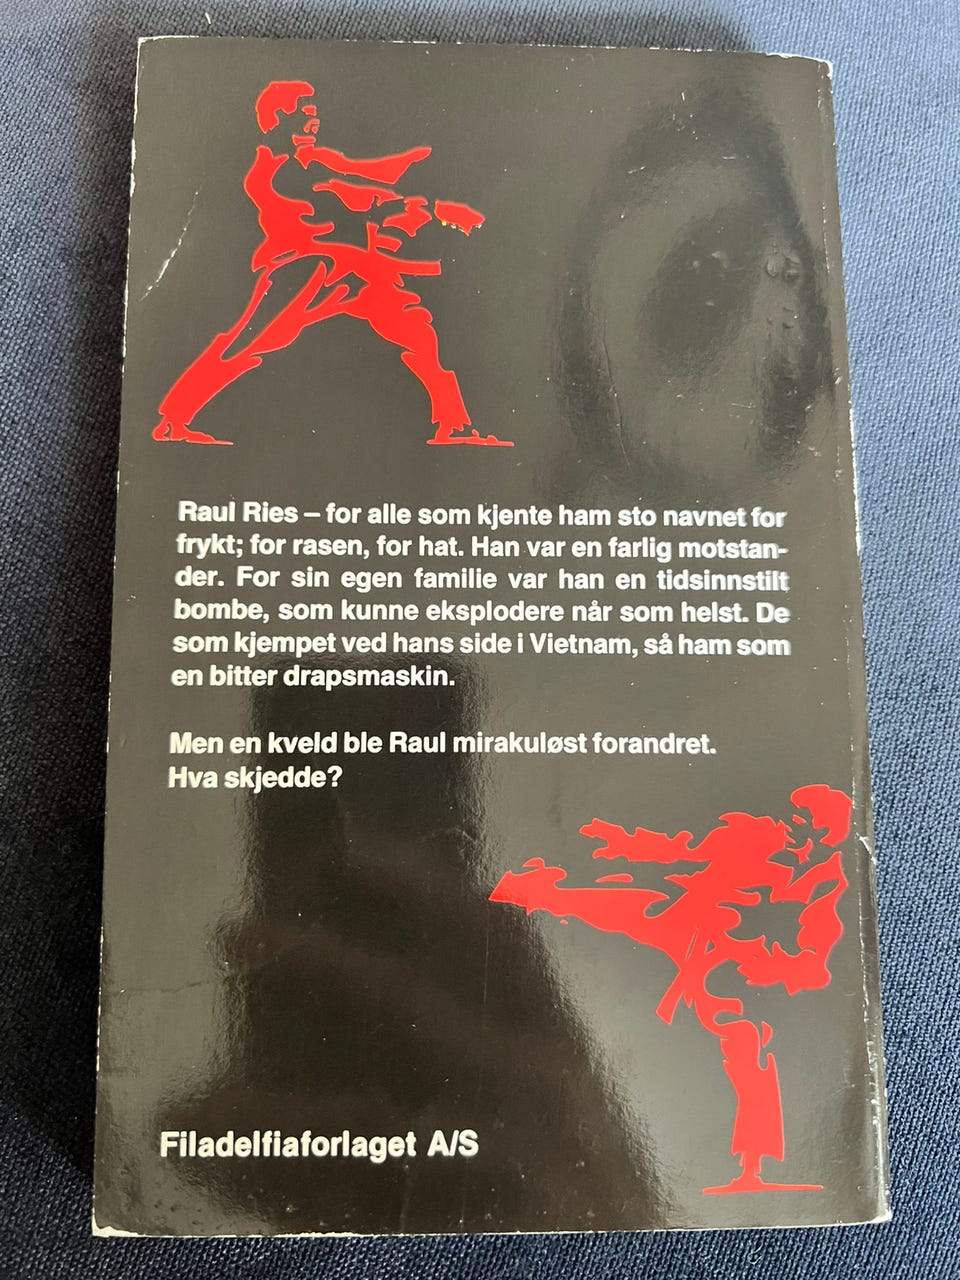 Raul Ries – for alle som kjente ham sto navnet for
frykt; for rasen, for hat. Han var en farlig motstan-
der. For sin egen familie var han en tidsinnstilt
bombe, som kunne eksplodere når som helst. De
som kjempet ved hans side i Vietnam, så ham som
en bitter drapsmaskin.
Men en kveld ble Raul mirakuløst forandret.
Hva skjedde?
Filadelfiaforlaget A/S